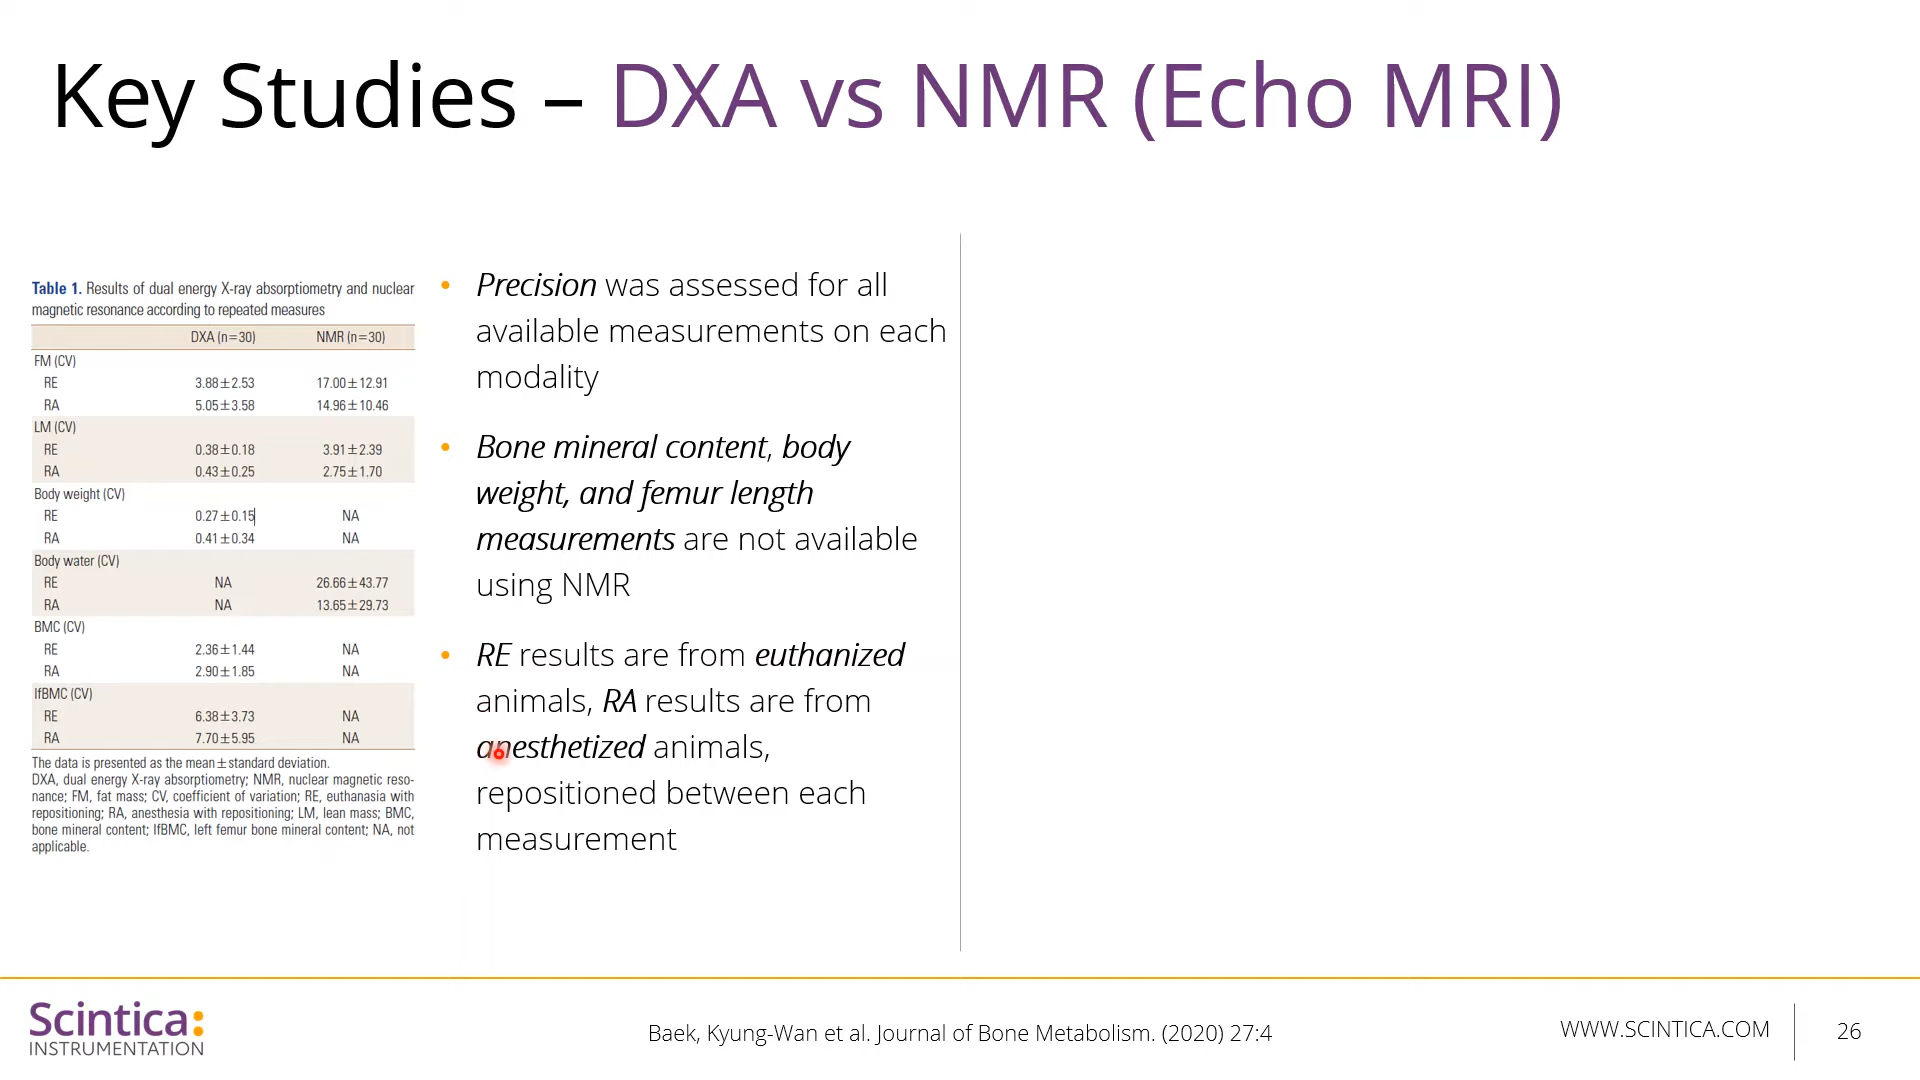 Key Studies – DXA vs NMR (Echo MRI)
Table 1. Results of dual energy X-ray absorptiometry and nuclear
magnetic resonance according to repeated measures
DXA (n=30) NMR (n=30)
FM (CV)
RE 3.88±2.53 17.00±12.91
RA 5.05±3.58 14.96±10.46
LM (CV)
RE 0.38±0.18 3.91±2.39
RA 0.43±0.25 2.75±1.70
Body weight (CV)
RE 0.27±0.15 NA
RA 0.41±0.34 NA
Body water (CV)
RE NA 26.66±43.77
RA NA 13.65±29.73
BMC (CV)
RE 2.36±1.44 NA
RA 2.90±1.85 NA
lfBMC (CV)
RE 6.38±3.73 NA
RA 7.70±5.95 NA
The data is presented as the mean±standard deviation.
DXA, dual energy X-ray absorptiometry; NMR, nuclear magnetic reso-
nance; FM, fat mass; CV, coefficient of variation; RE, euthanasia with
repositioning; RA, anesthesia with repositioning; LM, lean mass; BMC,
bone mineral content; lfBMC, left femur bone mineral content; NA, not
applicable.
• Precision was assessed for all
available measurements on each
modality
• Bone mineral content, body
weight, and femur length
measurements are not available
using NMR
• RE results are from euthanized
animals, RA results are from
anesthetized animals,
repositioned between each
measurement
Scintica:
INSTRUMENTATION
Baek, Kyung-Wan et al. Journal of Bone Metabolism. (2020) 27:4
WWW.SCINTICA.COM
26